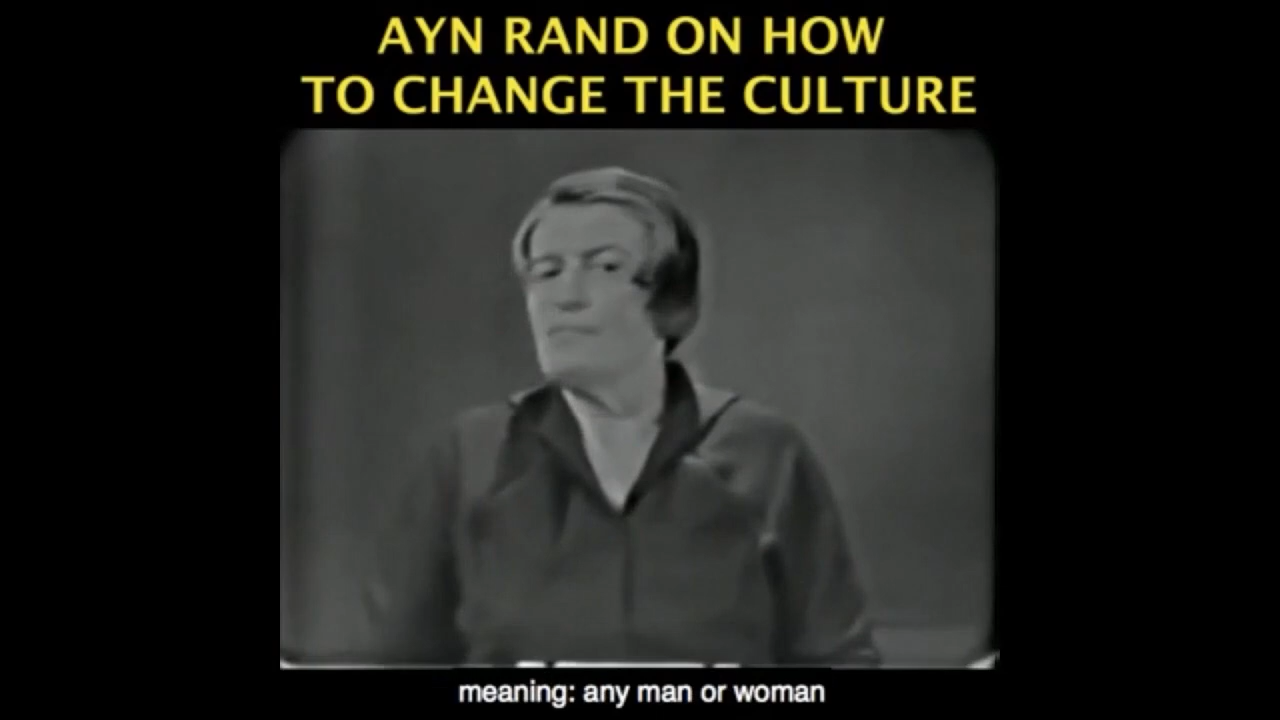 AYN RAND ON HOW
TO CHANGE THE CULTURE
meaning: any man or woman